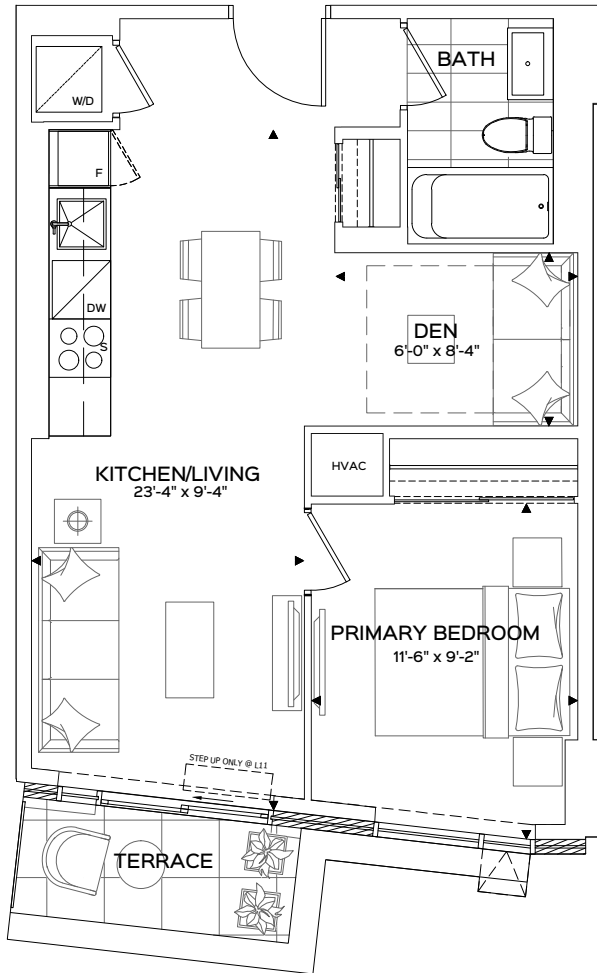 BATH
W/D
F
DW
S
DEN
6'-0" x 8'-4"
HVAC
KITCHEN/LIVING
23'-4" x 9'-4"
PRIMARY BEDROOM
11'-6" x 9'-2"
STEP UP ONLY @ L11
TERRACE